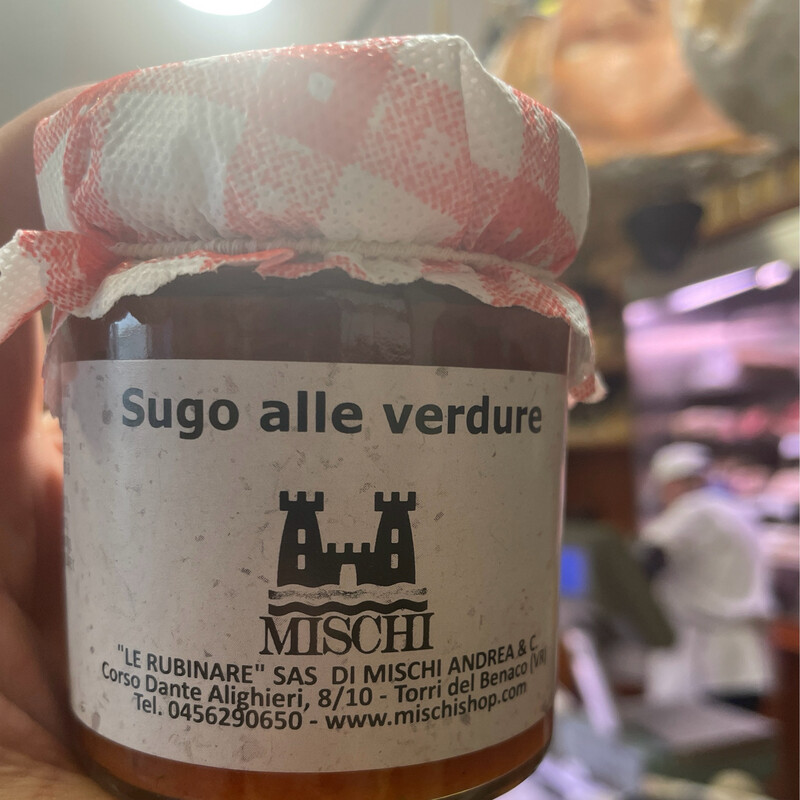 Sugo alle verdure
MISCHI
"LE RUBINARE" SAS DI MISCHI ANDREA & C.
Corso Dante Alighieri, 8/10 - Torri del Benaco (VR)
Tel. 0456290650 - www.mischishop.com